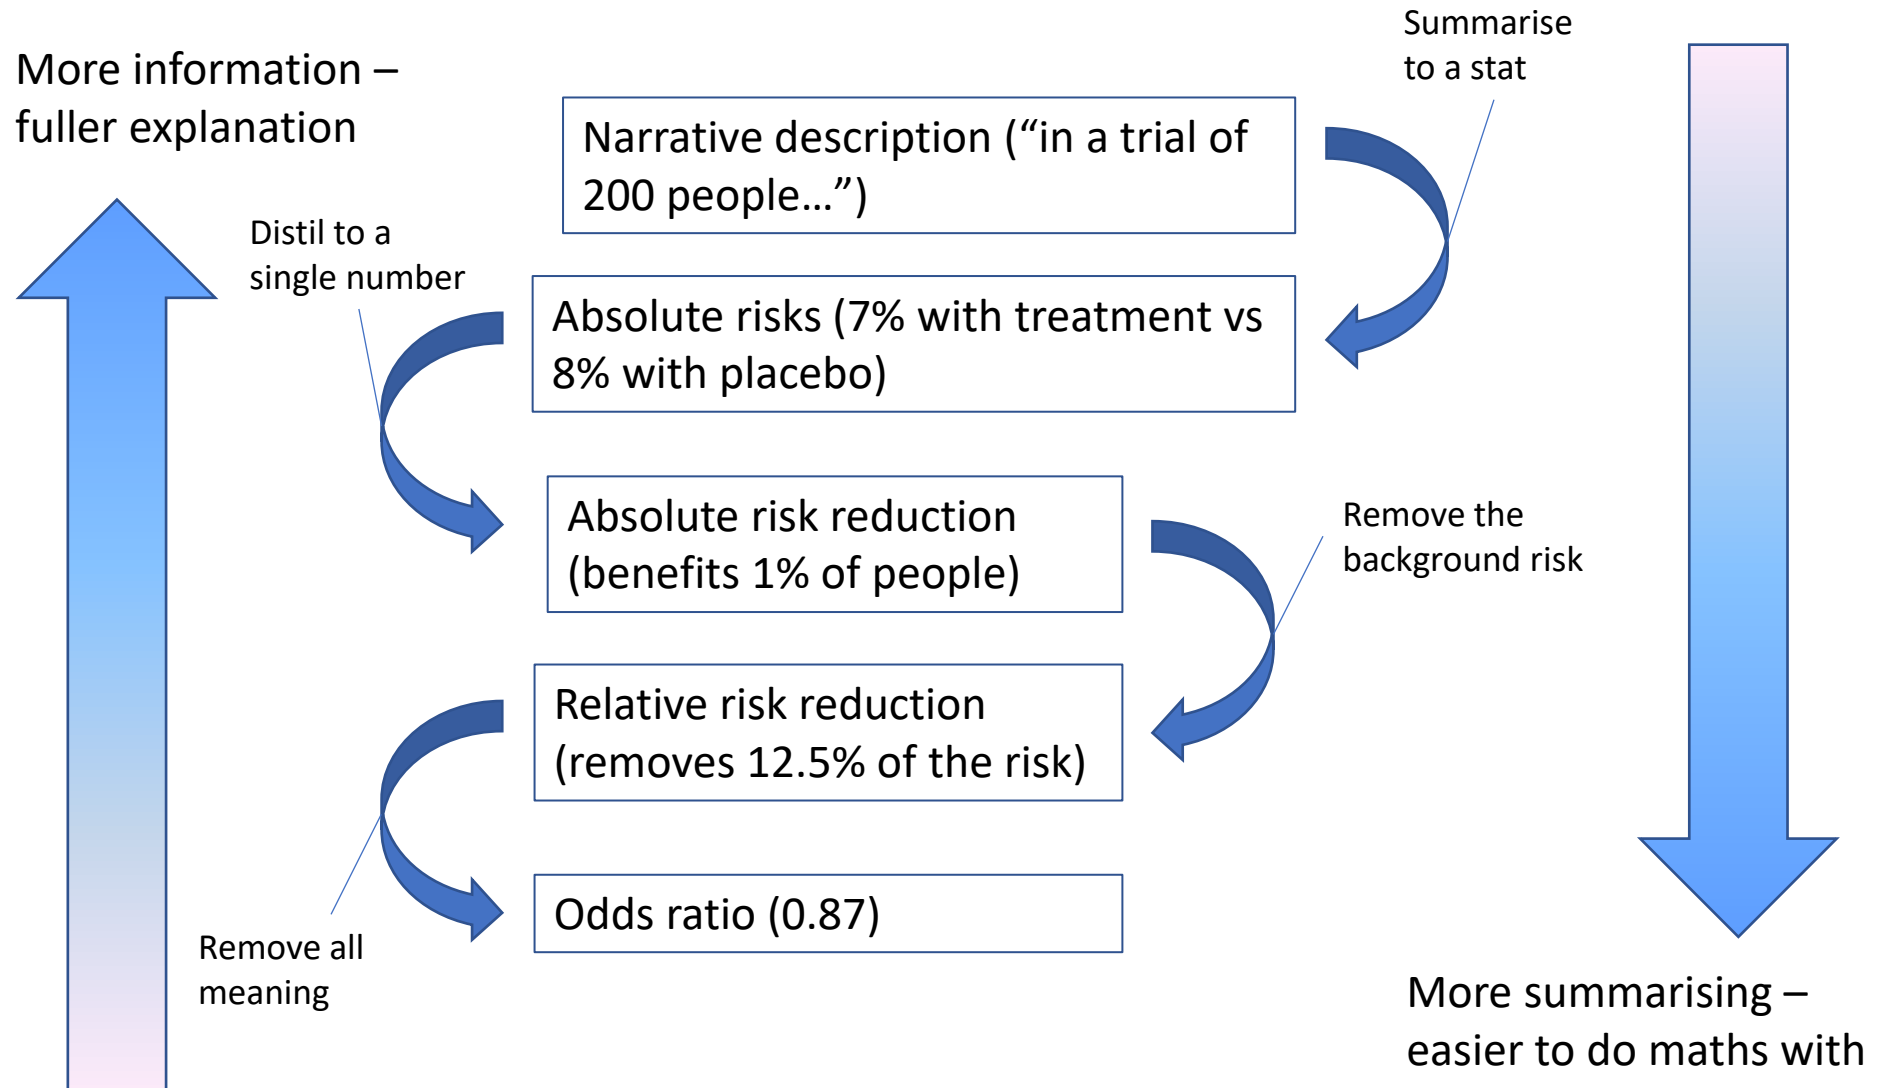 More information –
fuller explanation
Summarise
to a stat
Narrative description (“in a trial of
200 people…”)
Distil to a
single number
Absolute risks (7% with treatment vs
8% with placebo)
Absolute risk reduction
(benefits 1% of people)
Remove the
background risk
Relative risk reduction
(removes 12.5% of the risk)
Odds ratio (0.87)
Remove all
meaning
More summarising –
easier to do maths with